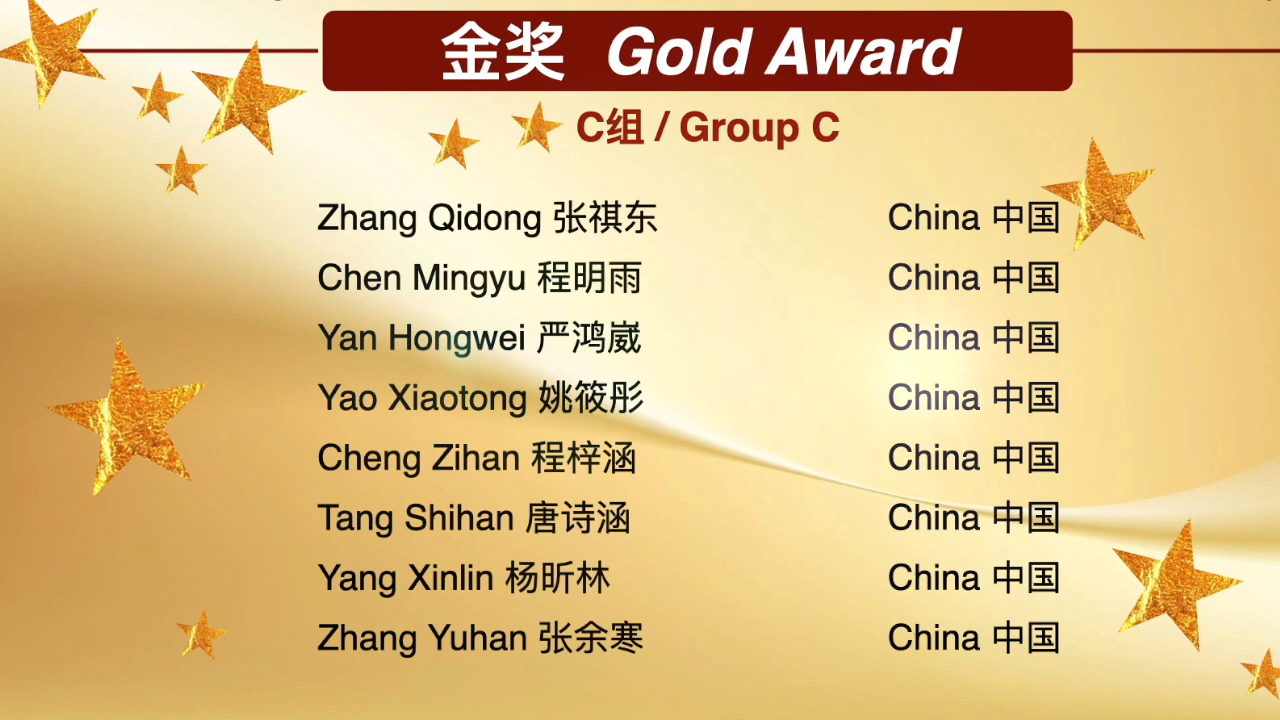 金奖 Gold Award
C组 / Group C
Zhang Qidong 张祺东 China 中国
Chen Mingyu 程明雨 China 中国
Yan Hongwei 严鸿崴 China 中国
Yao Xiaotong 姚筱彤 China 中国
Cheng Zihan 程梓涵 China 中国
Tang Shihan 唐诗涵 China 中国
Yang Xinlin 杨昕林 China 中国
Zhang Yuhan 张余寒 China 中国